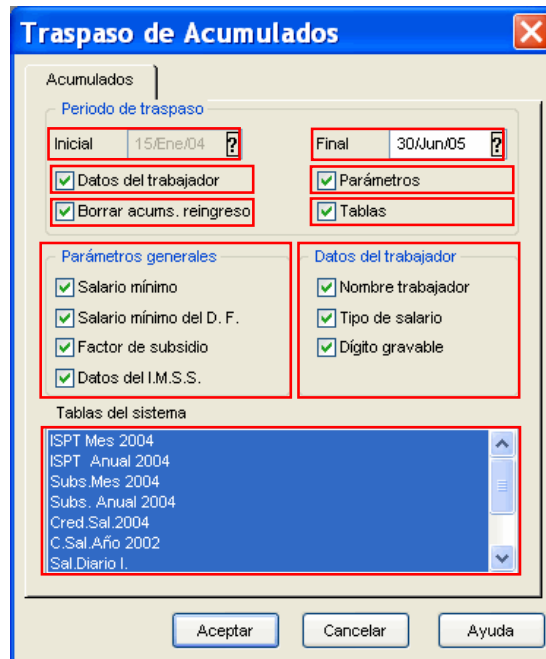 Traspaso de Acumulados
Acumulados
Periodo de traspaso
Inicial 15/Ene/04 ? Final 30/Jun/05 ?
Datos del trabajador Parámetros
Borrar acums. reingreso Tablas
Parámetros generales Datos del trabajador
Salario mínimo Nombre trabajador
Salario mínimo del D. F. Tipo de salario
Factor de subsidio Dígito gravable
Datos del I.M.S.S.
Tablas del sistema
ISPT Mes 2004
ISPT Anual 2004
Subs.Mes 2004
Subs. Anual 2004
Cred.Sal.2004
C.Sal.Año 2002
Sal.Diario I.
Aceptar Cancelar Ayuda